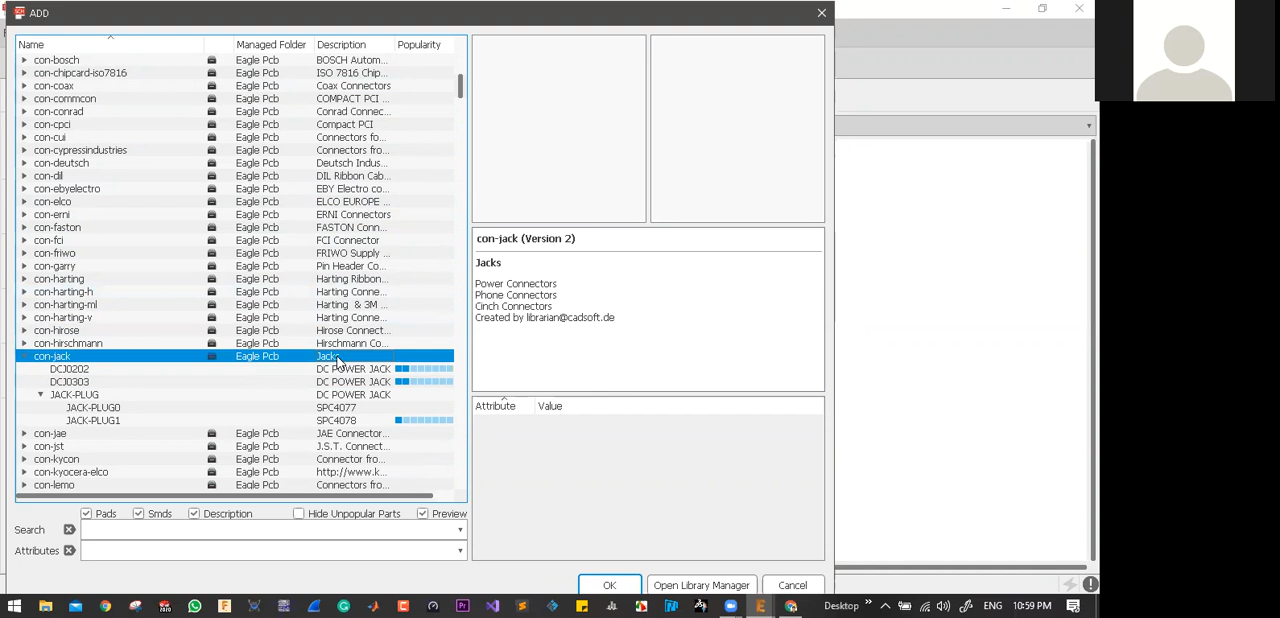 ADD
Name Managed Folder Description Popularity
con-bosch Eagle Pcb BOSCH Autom...
con-chipcard-iso7816 Eagle Pcb ISO 7816 Chip...
con-coax Eagle Pcb Coax Connectors
con-commcon Eagle Pcb COMPACT PCI ...
con-conrad Eagle Pcb Conrad Connec...
con-cpci Eagle Pcb Compact PCI
con-cui Eagle Pcb Connectors fo...
con-cypressindustries Eagle Pcb Connectors fro...
con-deutsch Eagle Pcb Deutsch Indus...
con-dil Eagle Pcb DIL Ribbon Cab...
con-ebyelectro Eagle Pcb EBY Electro co...
con-elco Eagle Pcb ELCO EUROPE ...
con-erni Eagle Pcb ERNI Connectors
con-faston Eagle Pcb FASTON Conn...
con-fci Eagle Pcb FCI Connector
con-friwo Eagle Pcb FRIWO Supply ...
con-garry Eagle Pcb Pin Header Co...
con-harting Eagle Pcb Harting Ribbon...
con-harting-h Eagle Pcb Harting Conne...
con-harting-ml Eagle Pcb Harting & 3M ...
con-harting-v Eagle Pcb Harting Conne...
con-hirose Eagle Pcb Hirose Connect...
con-hirschmann Eagle Pcb Hirschmann Co...
con-jack Eagle Pcb Jacks
DCJ0202 DC POWER JACK
DCJ0303 DC POWER JACK
JACK-PLUG DC POWER JACK
JACK-PLUG0 SPC4077
JACK-PLUG1 SPC4078
con-jae Eagle Pcb JAE Connector...
con-jst Eagle Pcb J.S.T. Connect...
con-kycon Eagle Pcb Connector fro...
con-kyocera-elco Eagle Pcb http://www.k...
con-lemo Eagle Pcb Connectors fro...
Pads Smds Description Hide Unpopular Parts Preview
Search
Attributes
con-jack (Version 2)
Jacks
Power Connectors
Phone Connectors
Cinch Connectors
Created by librarian@cadsoft.de
Attribute Value
OK Open Library Manager Cancel
Desktop ENG 10:59 PM